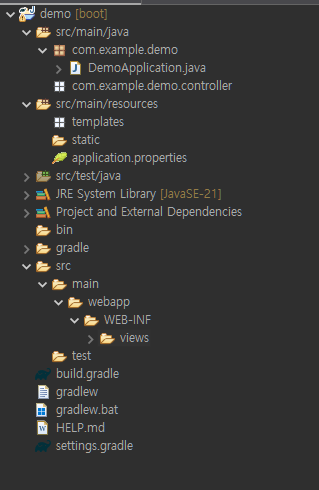 demo [boot]
src/main/java
com.example.demo
DemoApplication.java
com.example.demo.controller
src/main/resources
templates
static
application.properties
src/test/java
JRE System Library [JavaSE-21]
Project and External Dependencies
bin
gradle
src
main
webapp
WEB-INF
views
test
build.gradle
gradlew
gradlew.bat
HELP.md
settings.gradle